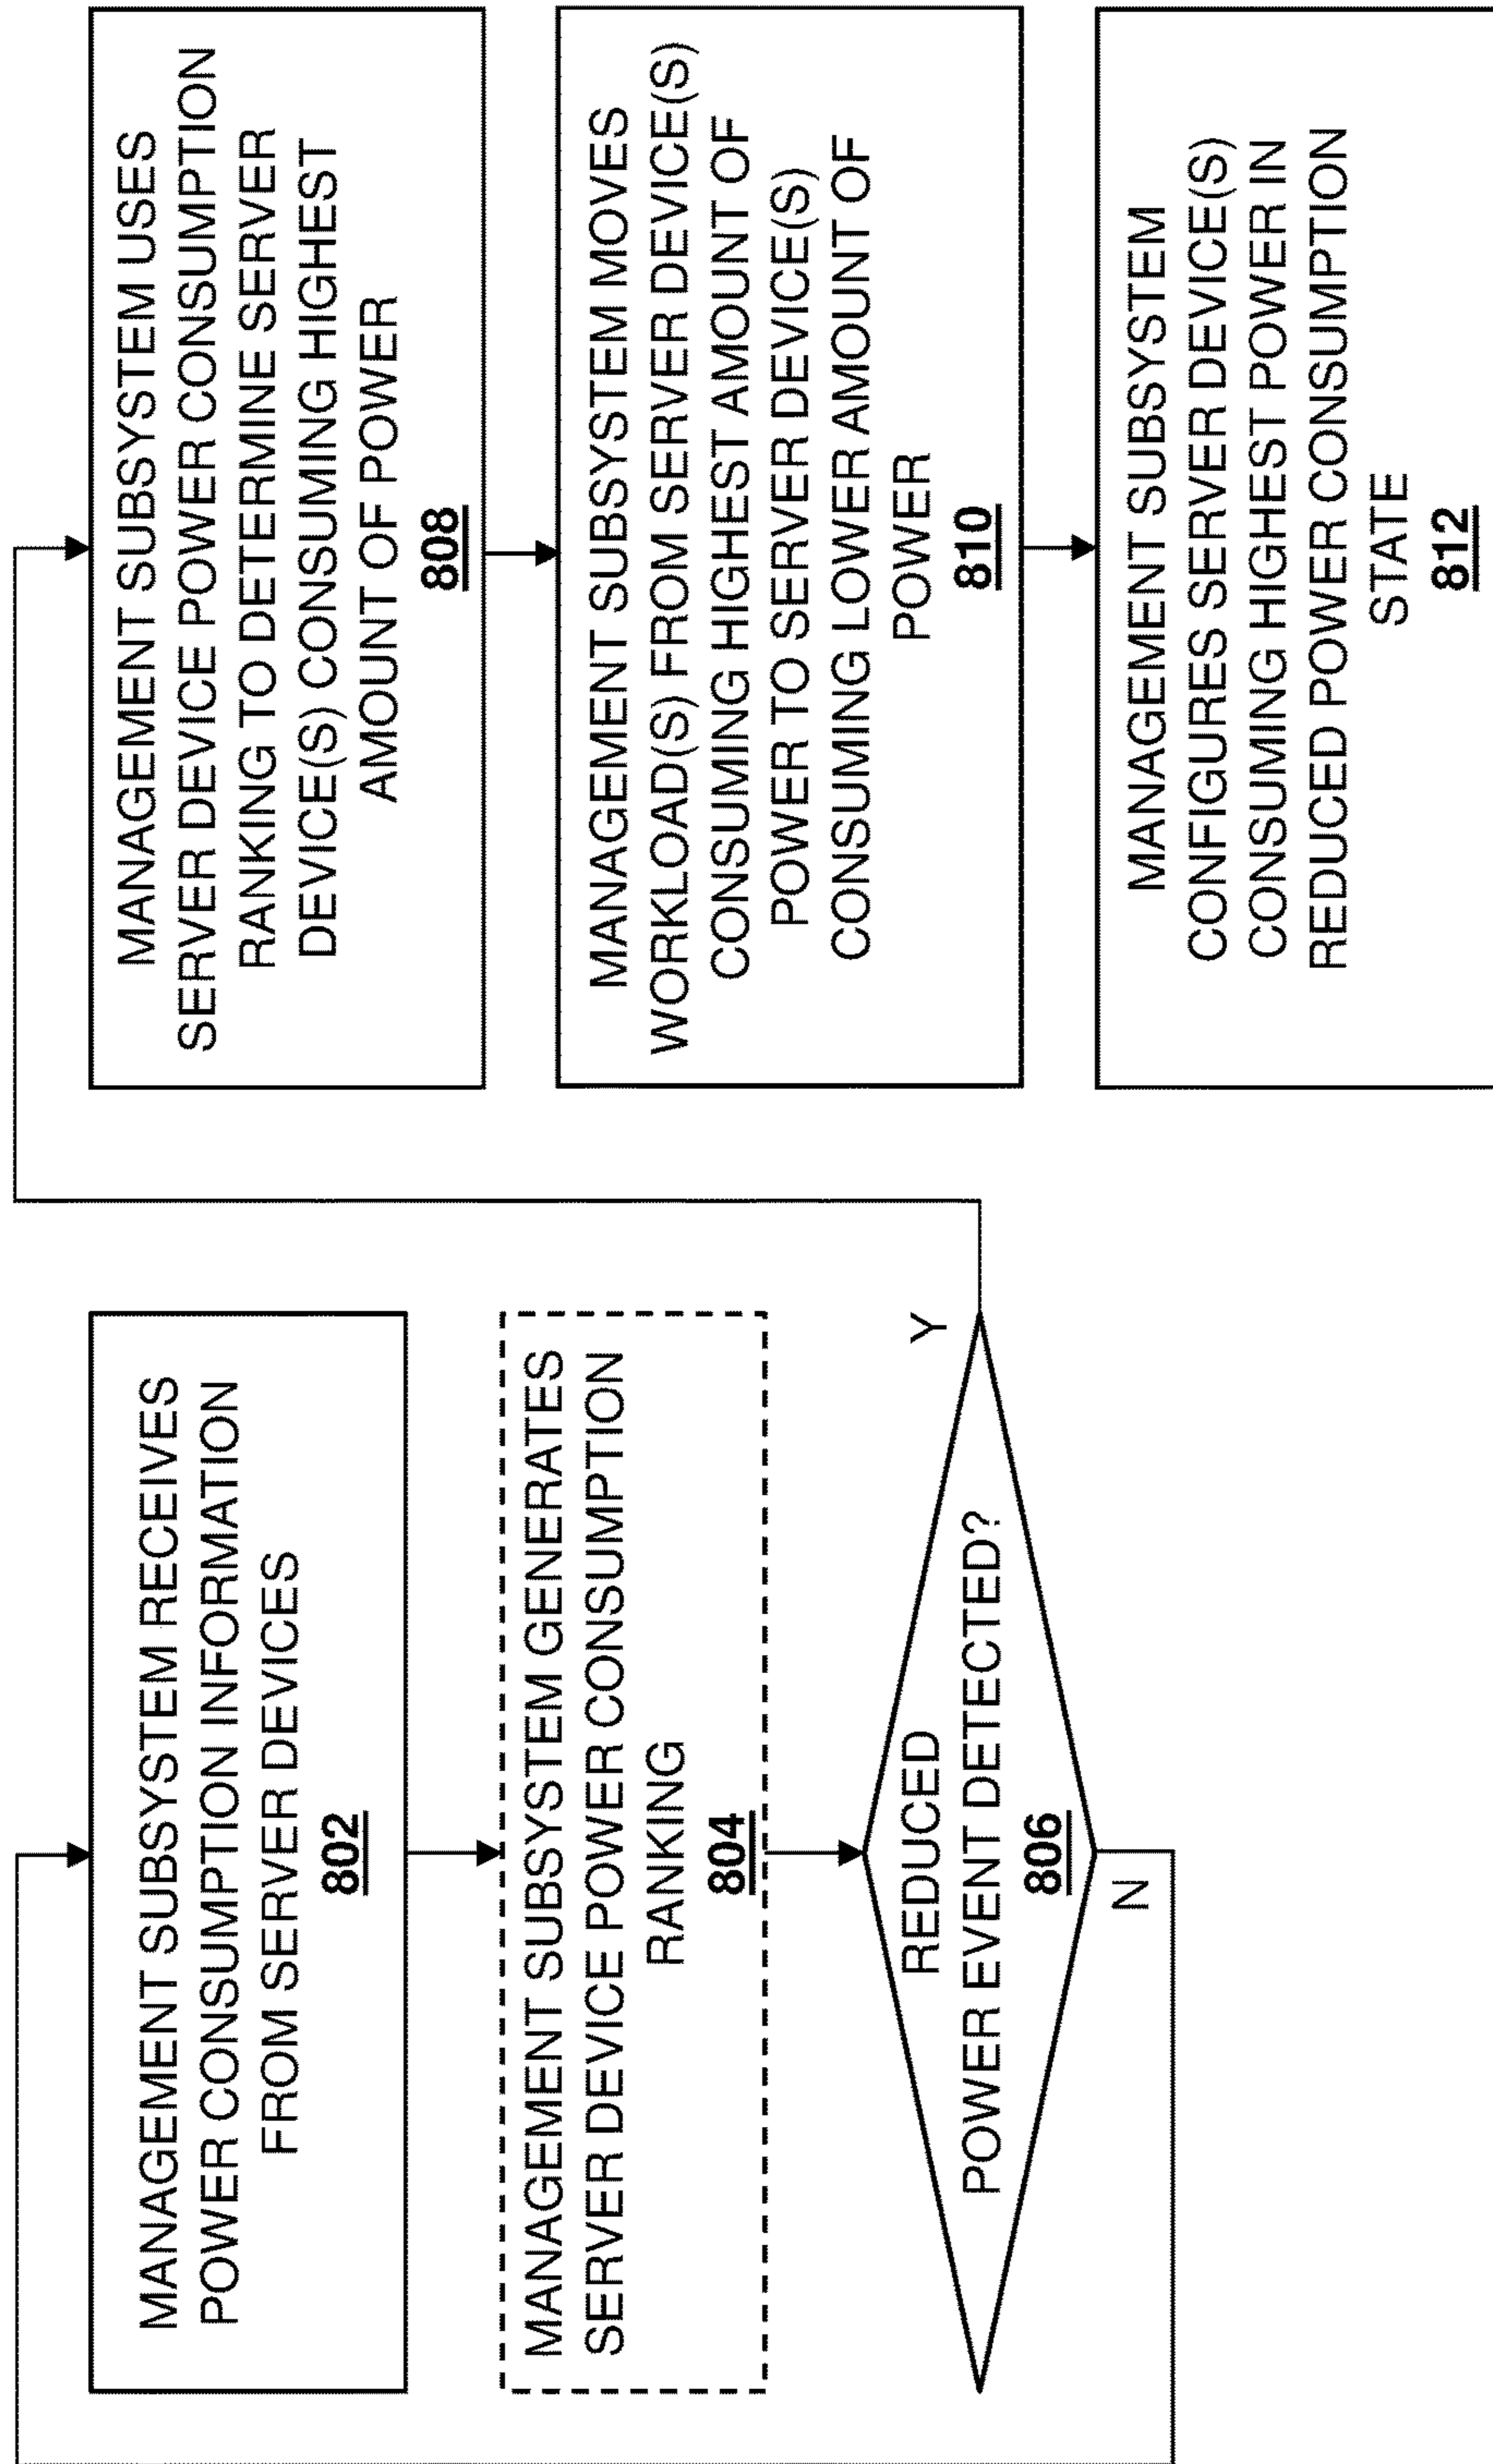 MANAGEMENT SUBSYSTEM RECEIVES
POWER CONSUMPTION INFORMATION
FROM SERVER DEVICES
802
MANAGEMENT SUBSYSTEM GENERATES
SERVER DEVICE POWER CONSUMPTION
RANKING
804
REDUCED
POWER EVENT DETECTED?
806
Y
N
MANAGEMENT SUBSYSTEM USES
SERVER DEVICE POWER CONSUMPTION
RANKING TO DETERMINE SERVER
DEVICE(S) CONSUMING HIGHEST
AMOUNT OF POWER
808
MANAGEMENT SUBSYSTEM MOVES
WORKLOAD(S) FROM SERVER DEVICE(S)
CONSUMING HIGHEST AMOUNT OF
POWER TO SERVER DEVICE(S)
CONSUMING LOWER AMOUNT OF
POWER
810
MANAGEMENT SUBSYSTEM
CONFIGURES SERVER DEVICE(S)
CONSUMING HIGHEST POWER IN
REDUCED POWER CONSUMPTION
STATE
812